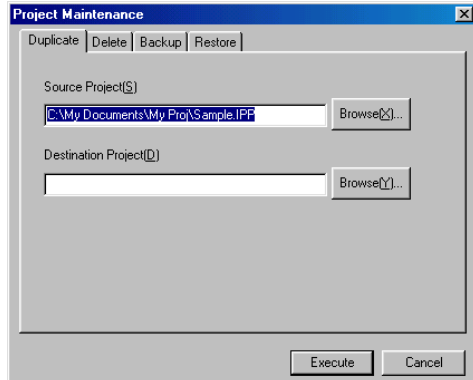 Project Maintenance
Duplicate Delete Backup Restore
Source Project(S)
C:\My Documents\My Proj\Sample.IPP Browse(X)...
Destination Project(D)
Browse(Y)...
Execute Cancel